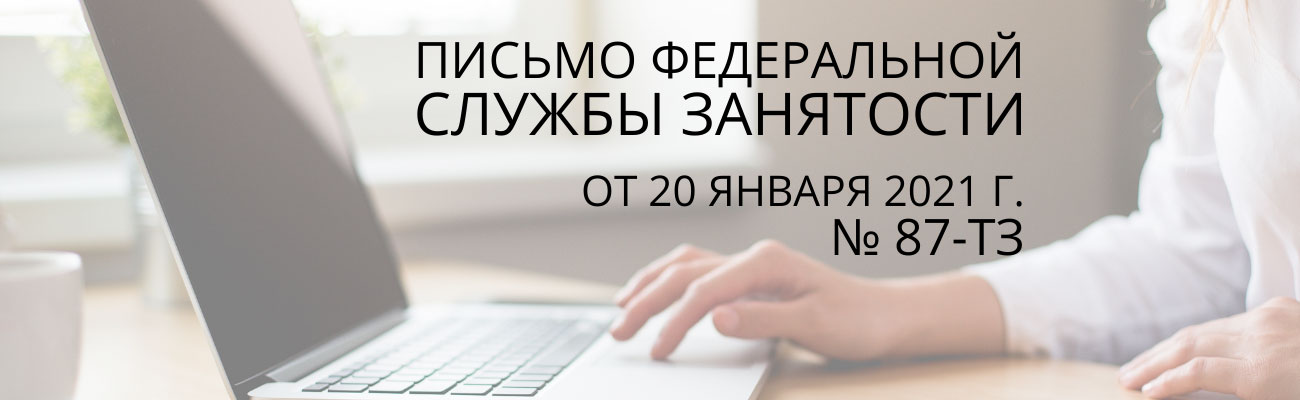 ПИСЬМО ФЕДЕРАЛЬНОЙ
СЛУЖБЫ ЗАНЯТОСТИ
ОТ 20 ЯНВАРЯ 2021 Г.
№ 87-ТЗ